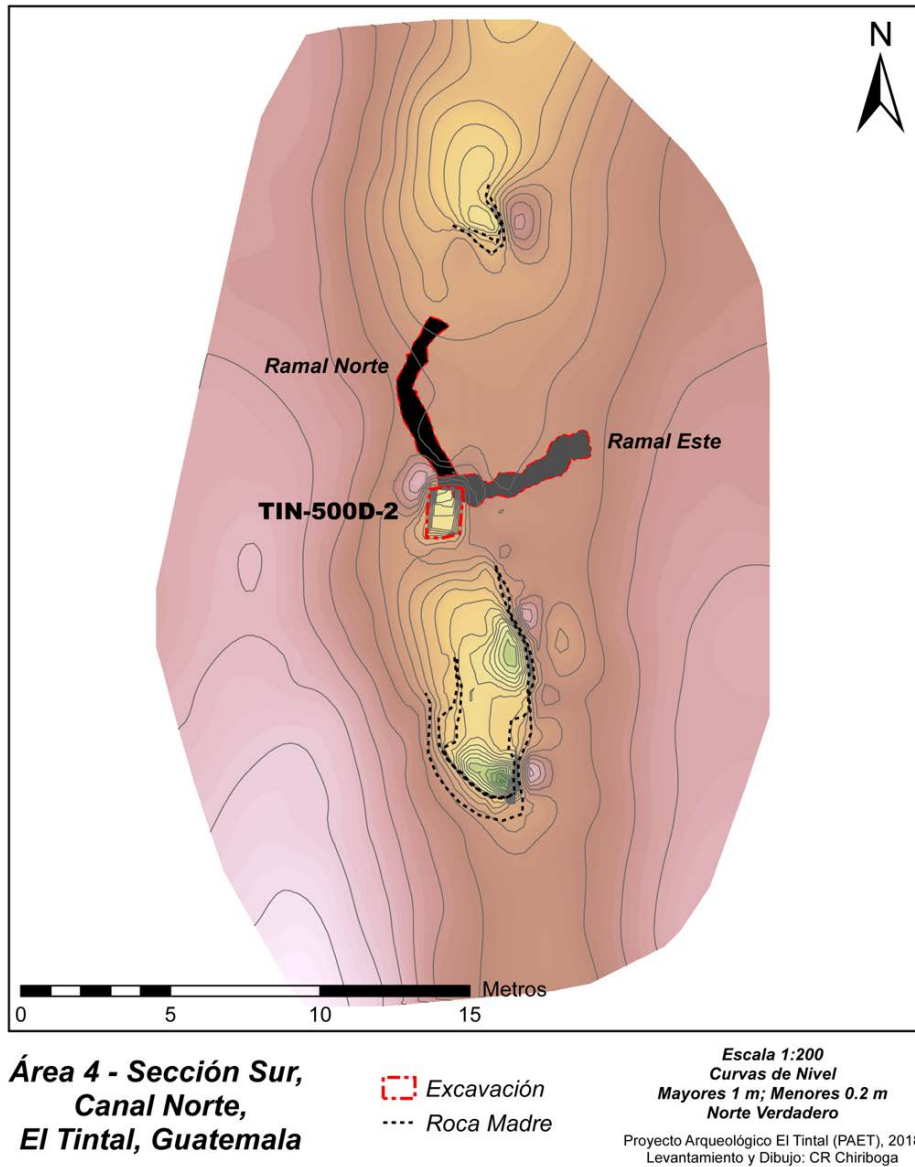 N
Ramal Norte
Ramal Este
TIN-500D-2
Metros
0 5 10 15
Área 4 - Sección Sur,
Canal Norte,
El Tintal, Guatemala
Excavación
Roca Madre
Escala 1:200
Curvas de Nivel
Mayores 1 m; Menores 0.2 m
Norte Verdadero
Proyecto Arqueológico El Tintal (PAET), 2018
Levantamiento y Dibujo: CR Chiriboga